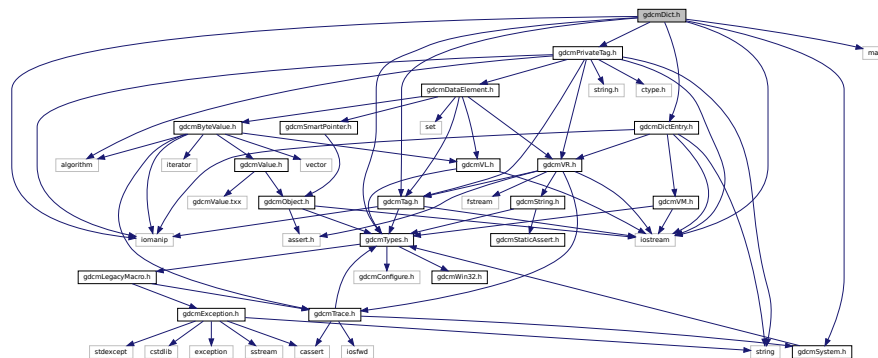 gdcmDict.h
gdcmPrivateTag.h
ma
gdcmDataElement.h
string.h
ctype.h
set
gdcmByteValue.h
gdcmSmartPointer.h
gdcmDictEntry.h
algorithm
iterator
gdcmValue.h
vector
gdcmVL.h
gdcmVR.h
gdcmValue.txx
gdcmObject.h
gdcmTag.h
fstream
gdcmString.h
gdcmVM.h
iomanip
assert.h
gdcmTypes.h
gdcmStaticAssert.h
iostream
gdcmLegacyMacro.h
gdcmConfigure.h
gdcmWin32.h
gdcmException.h
gdcmTrace.h
stdexcept
cstdlib
exception
sstream
cassert
iosfwd
string
gdcmSystem.h